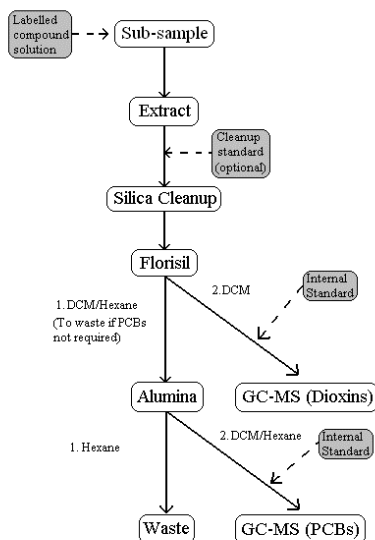 Labelled
compound
solution
Sub-sample
Extract
Cleanup
standard
(optional)
Silica Cleanup
Florisil
1. DCM/Hexane
(To waste if PCBs
not required)
2.DCM
Internal
Standard
Alumina
GC-MS (Dioxins)
1. Hexane
2. DCM/Hexane
Internal
Standard
Waste
GC-MS (PCBs)